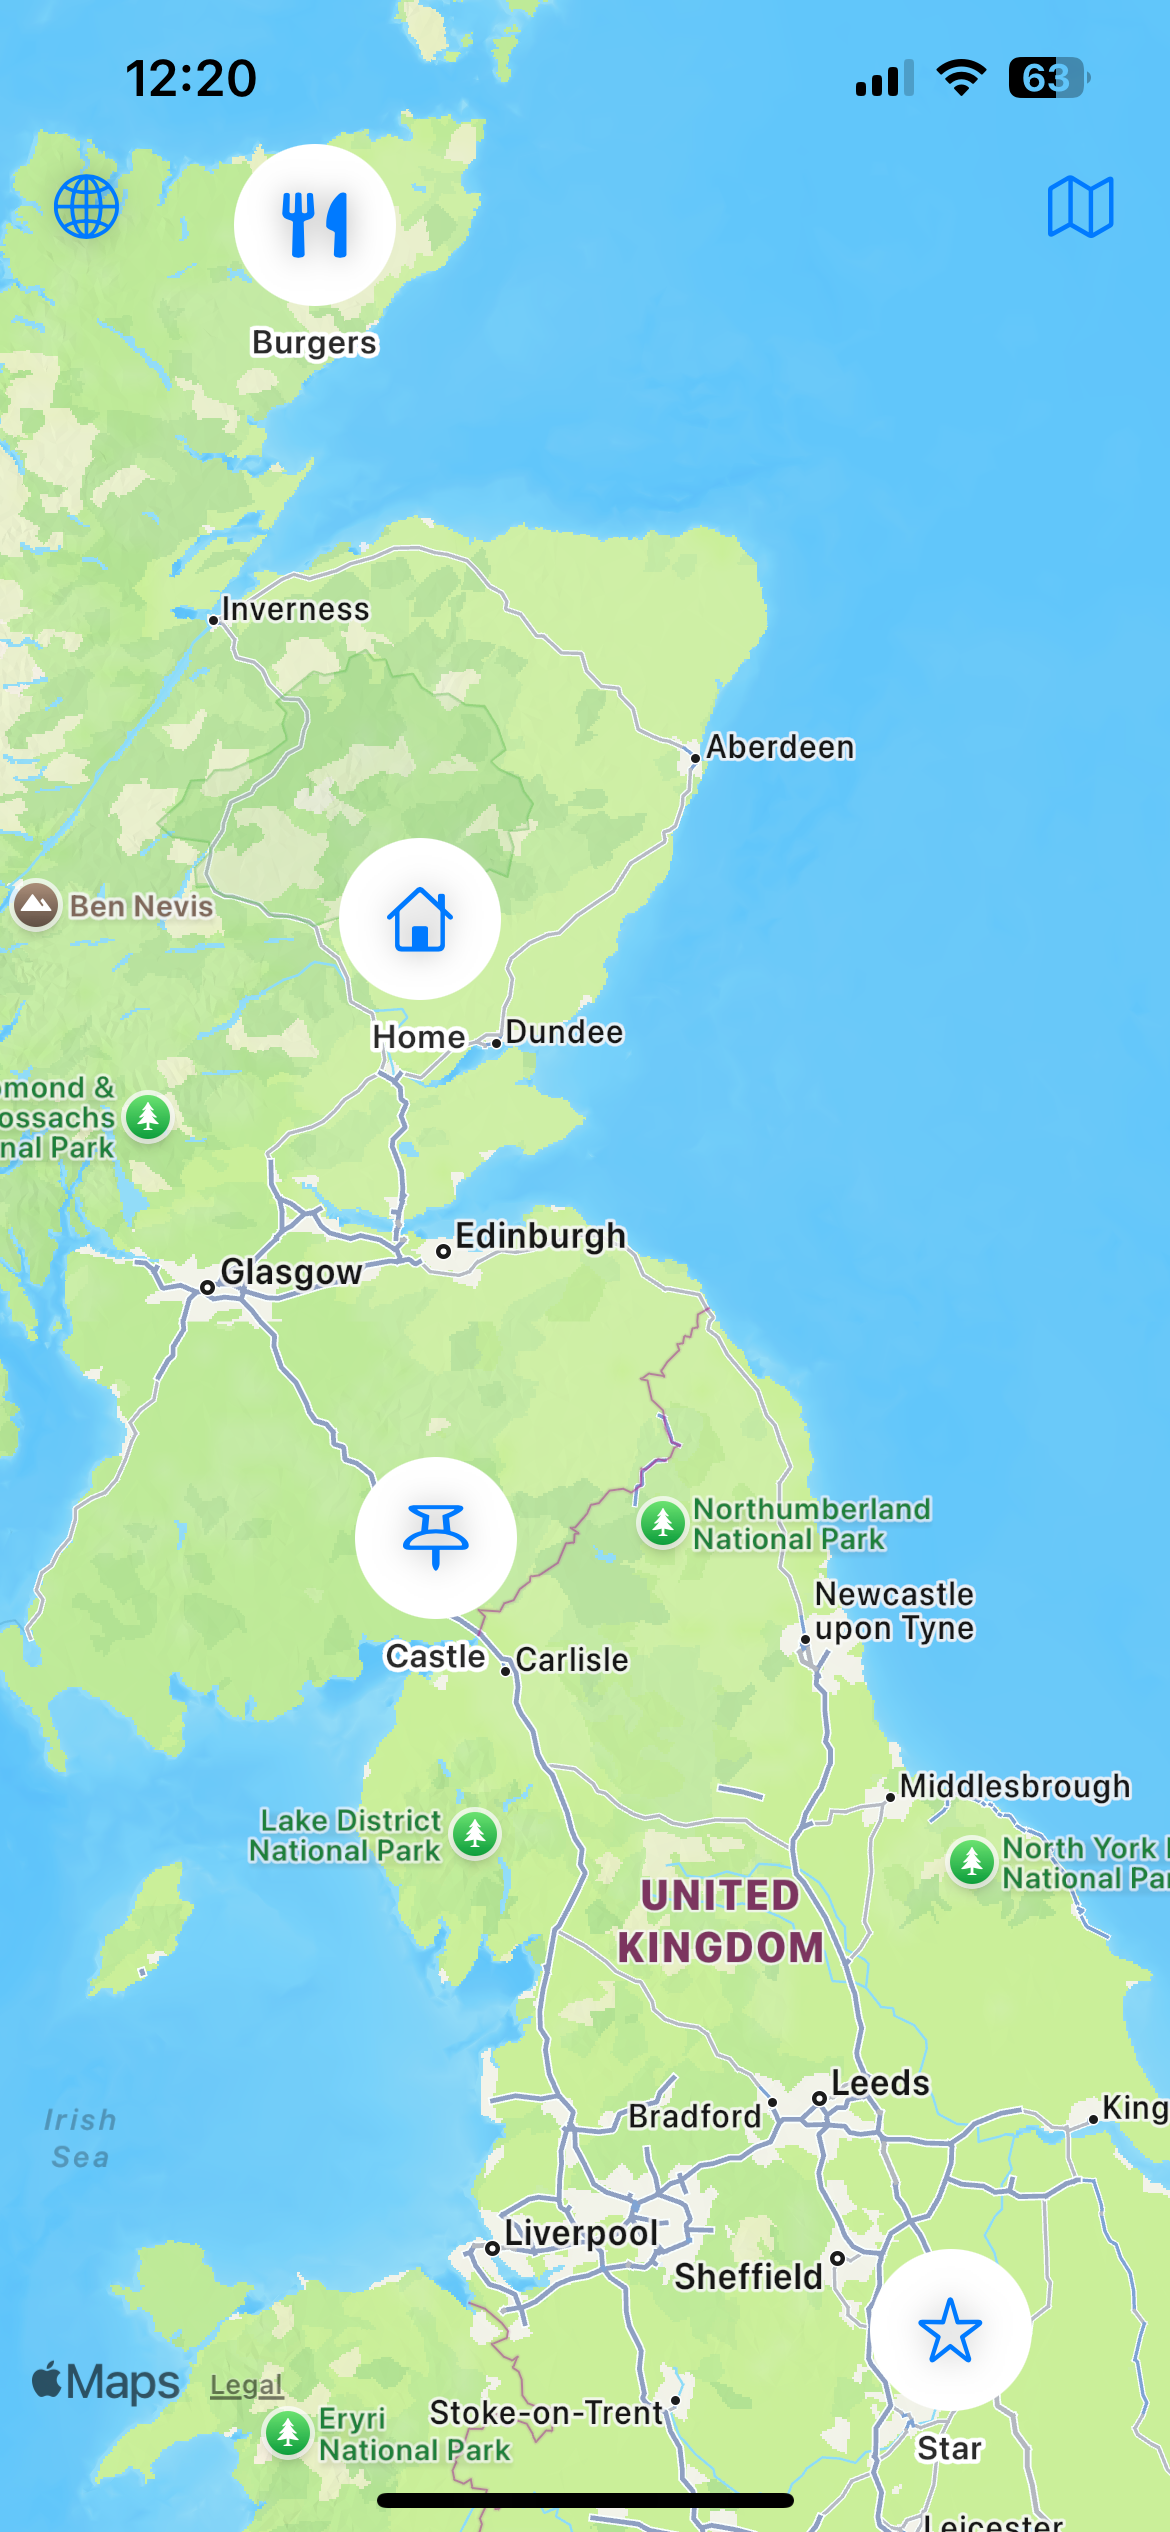 12:20
63
Burgers
Inverness
Aberdeen
Ben Nevis
Home
Dundee
mond &
ossachs
nal Park
Edinburgh
Glasgow
Northumberland
National Park
Newcastle
upon Tyne
Castle
Carlisle
Middlesbrough
Lake District
National Park
North York
National Pa
UNITED
KINGDOM
Leeds
Bradford
King
Irish
Sea
Liverpool
Sheffield
Maps
Legal
Stoke-on-Trent
Eryri
National Park
Star
Leicester